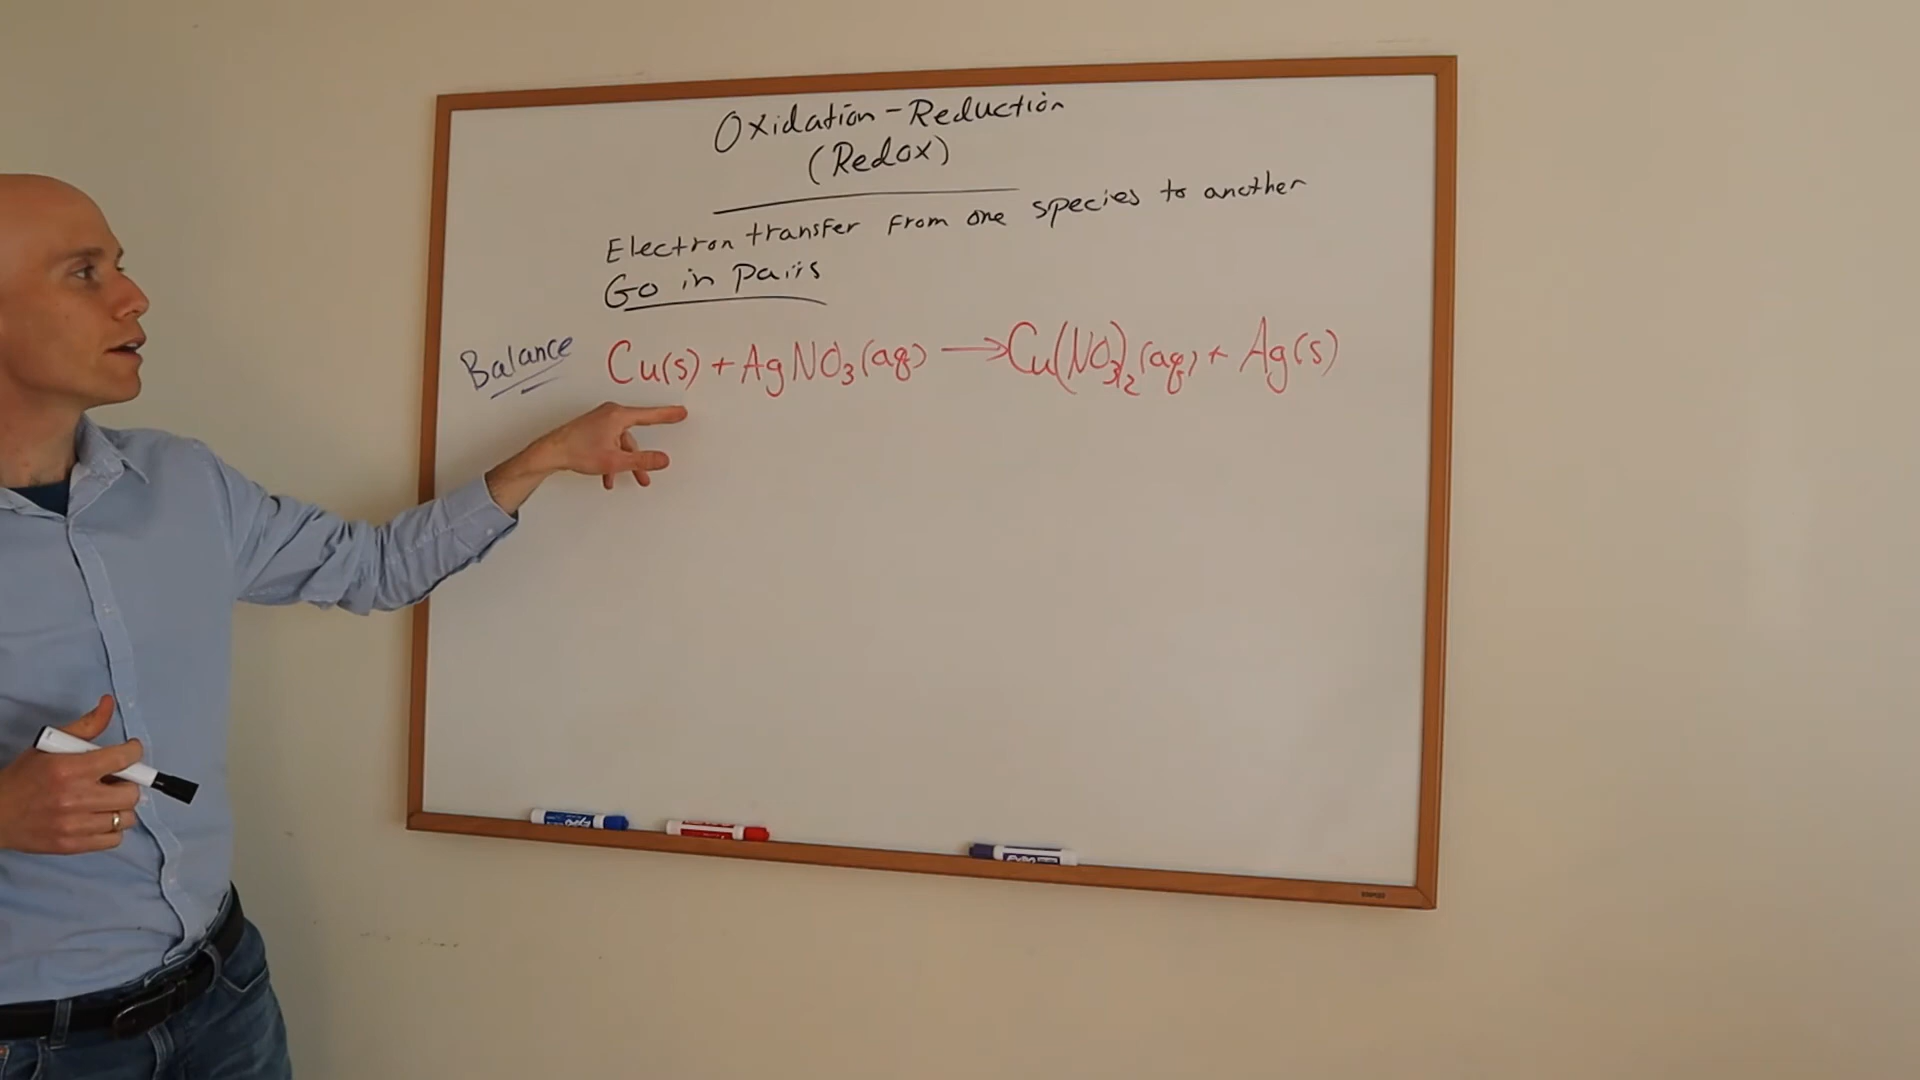 Oxidation-Reduction
(Redox)
Electron transfer from one species to another
Go in pairs
Balance Cu(s) + AgNO₃(aq) → Cu(NO₃)₂(aq) + Ag(s)